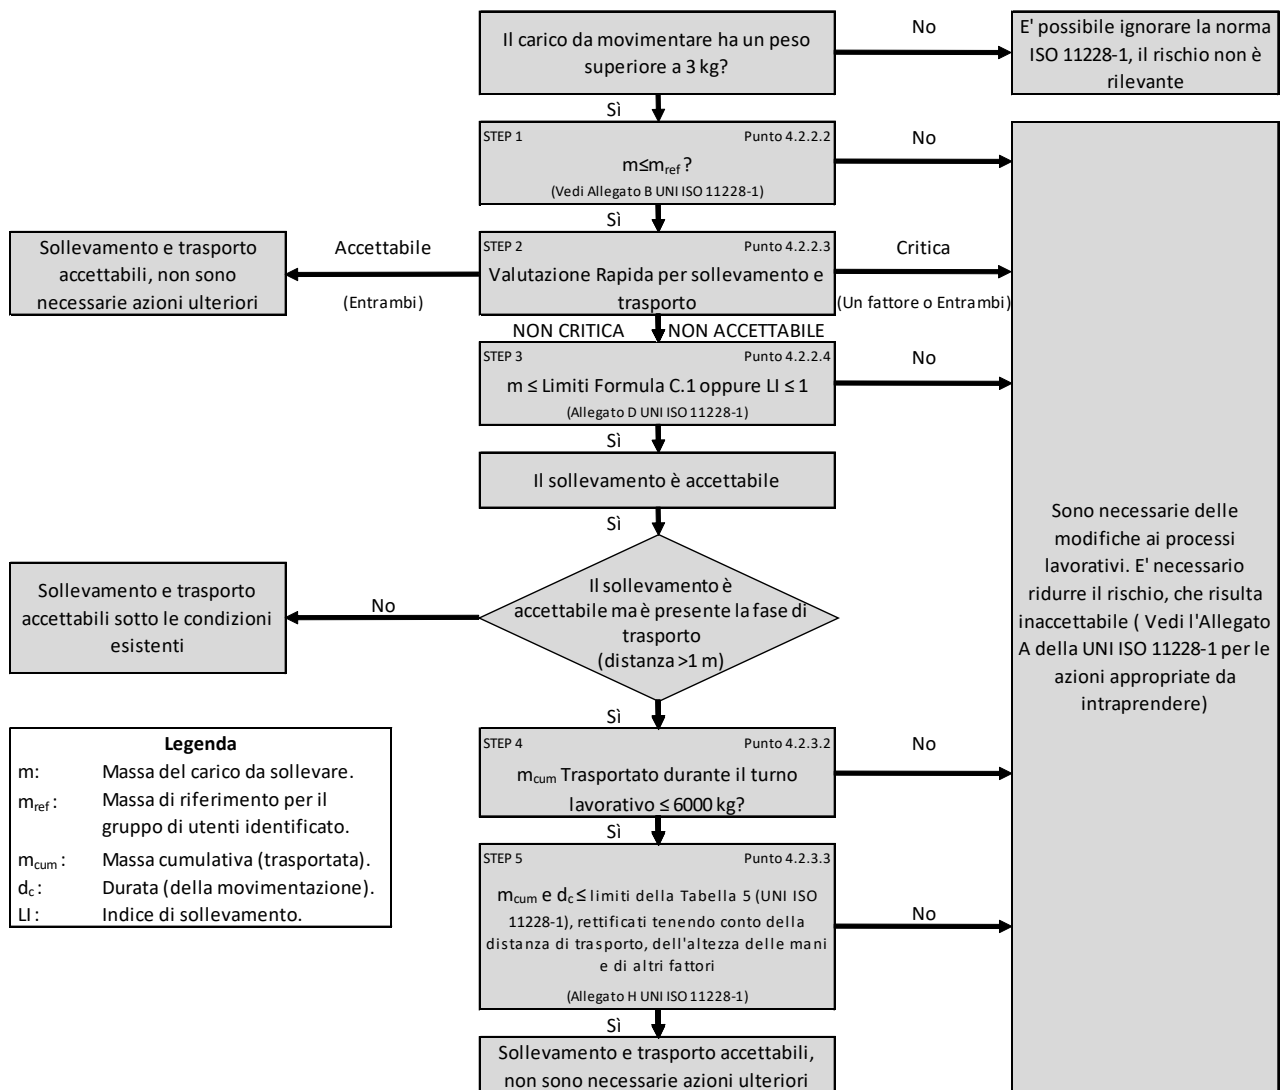 Il carico da movimentare ha un peso
superiore a 3 kg?
No
E' possibile ignorare la norma
ISO 11228-1, il rischio non è
rilevante
Sì
STEP 1 Punto 4.2.2.2
m≤mref ?
(Vedi Allegato B UNI ISO 11228-1)
No
Sì
Sollevamento e trasporto
accettabili, non sono
necessarie azioni ulteriori
Accettabile
(Entrambi)
STEP 2 Punto 4.2.2.3
Valutazione Rapida per sollevamento e
trasporto
Critica
(Un fattore o Entrambi)
NON CRITICA NON ACCETTABILE
STEP 3 Punto 4.2.2.4
m ≤ Limiti Formula C.1 oppure LI ≤ 1
(Allegato D UNI ISO 11228-1)
No
Sì
Il sollevamento è accettabile
Sì
Sollevamento e trasporto
accettabili sotto le condizioni
esistenti
No
Il sollevamento è
accettabile ma è presente la fase di
trasporto
(distanza >1 m)
Sono necessarie delle
modifiche ai processi
lavorativi. E' necessario
ridurre il rischio, che risulta
inaccettabile ( Vedi l'Allegato
A della UNI ISO 11228-1 per le
azioni appropriate da
intraprendere)
Sì
STEP 4 Punto 4.2.3.2
mcum Trasportato durante il turno
lavorativo ≤ 6000 kg?
No
Sì
STEP 5 Punto 4.2.3.3
mcum e dc ≤ limiti della Tabella 5 (UNI ISO
11228-1), rettificati tenendo conto della
distanza di trasporto, dell'altezza delle mani
e di altri fattori
(Allegato H UNI ISO 11228-1)
No
Sì
Sollevamento e trasporto accettabili,
non sono necessarie azioni ulteriori
Legenda
m: Massa del carico da sollevare.
mref : Massa di riferimento per il
gruppo di utenti identificato.
mcum : Massa cumulativa (trasportata).
dc : Durata (della movimentazione).
LI : Indice di sollevamento.